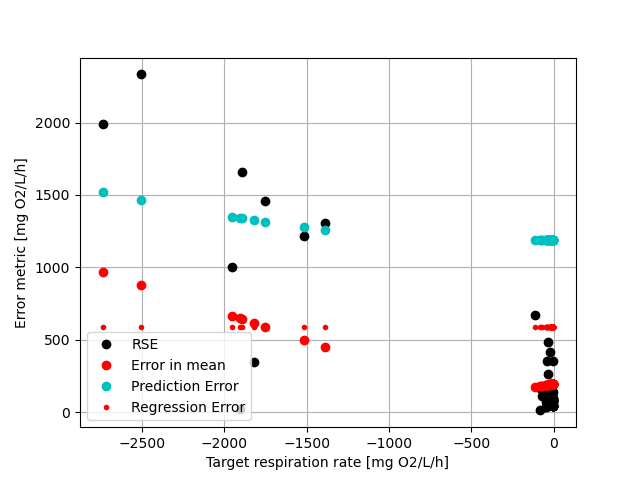 2000
1500
1000
500
0
Error metric [mg O2/L/h]
RSE
Error in mean
Prediction Error
Regression Error
−2500 −2000 −1500 −1000 −500 0
Target respiration rate [mg O2/L/h]